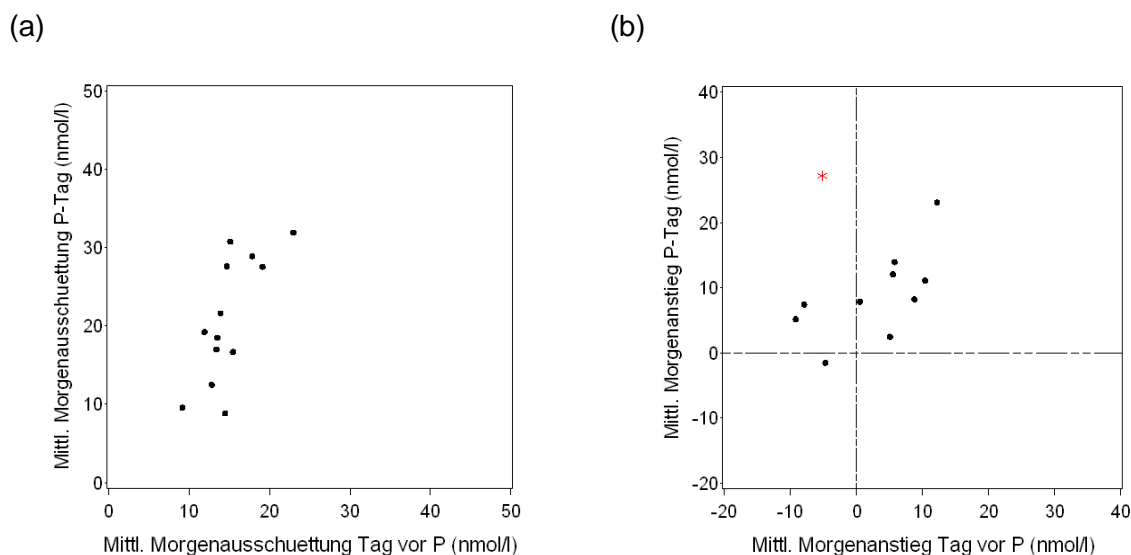 (a)
(b)
Mittl. Morgenausschuettung P-Tag (nmol/l)
50
40
30
20
10
0
0 10 20 30 40 50
Mittl. Morgenausschuettung Tag vor P (nmol/l)
Mittl. Morgenanstieg P-Tag (nmol/l)
40
30
20
10
0
-10
-20
-20 -10 0 10 20 30 40
Mittl. Morgenanstieg Tag vor P (nmol/l)